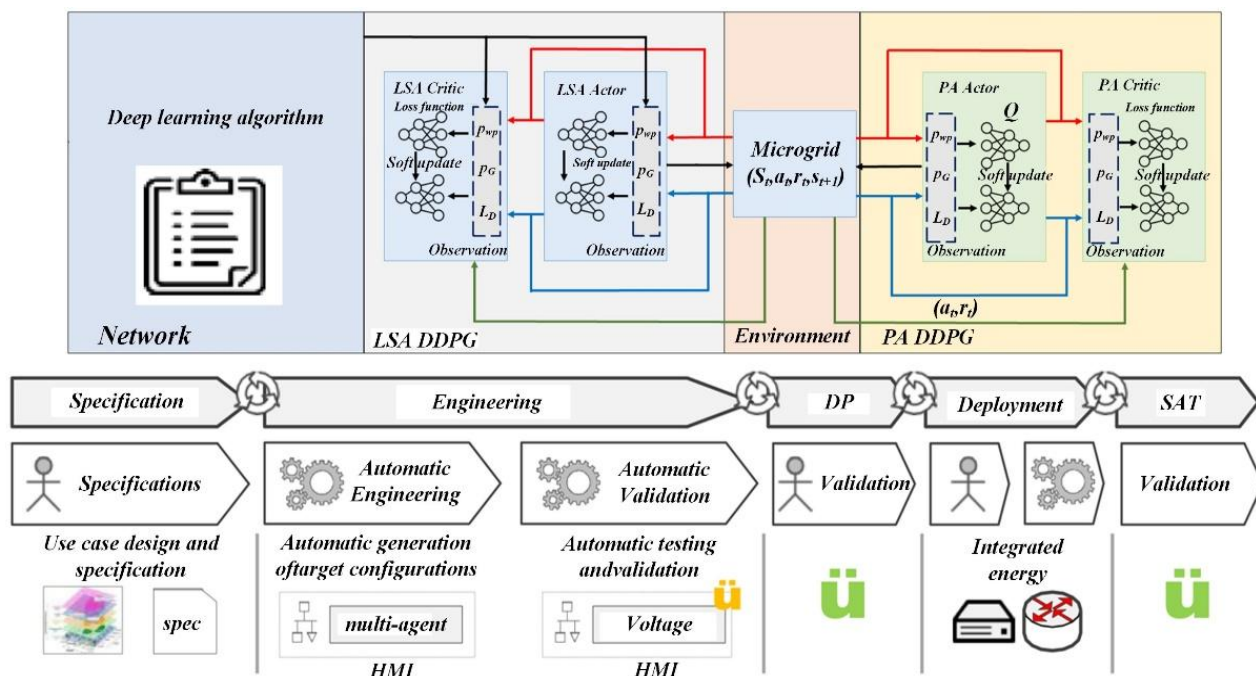 Deep learning algorithm
Network
LSA Critic
Loss function
Soft update
p_wp
p_G
L_D
Observation
LSA Actor
Soft update
p_wp
p_G
L_D
Observation
LSA DDPG
Microgrid
(S_t,a_t,r_t,s_{t+1})
Environment
PA Actor
Q
p_wp
p_G
L_D
Soft update
Observation
PA Critic
Loss function
p_wp
p_G
L_D
Soft update
Observation
(a_t,r_t)
PA DDPG
Specification
Engineering
DP
Deployment
SAT
Specifications
Automatic
Engineering
Automatic
Validation
Validation
Validation
Use case design and
specification
spec
Automatic generation
oftarget configurations
multi-agent
HMI
Automatic testing
andvalidation
ü
Voltage
HMI
ü
Integrated
energy
ü